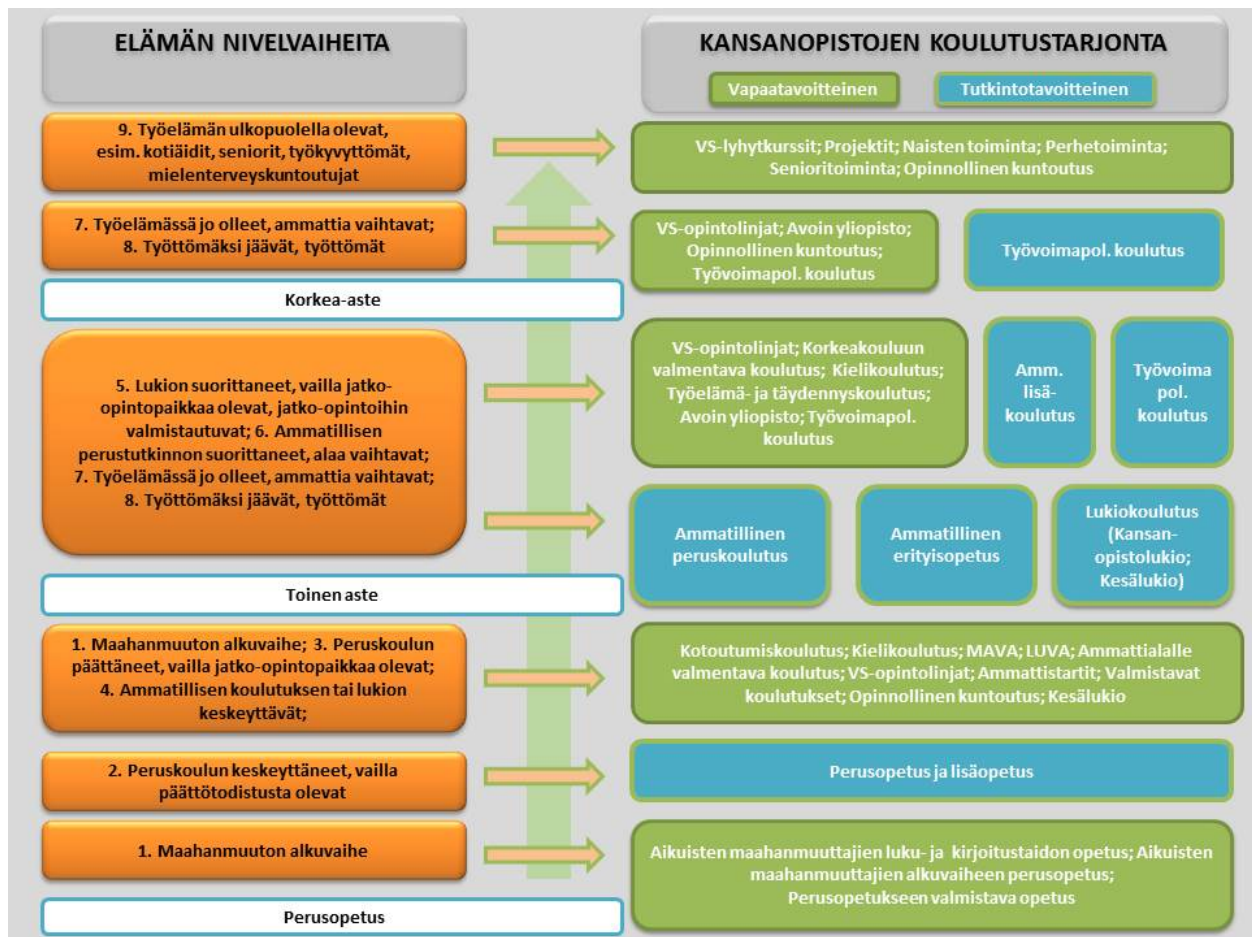 ELÄMÄN NIVELVAIHEITA
KANSANOPISTOJEN KOULUTUSTARJONTA
Vapaatavoitteinen
Tutkintotavoitteinen
9. Työelämän ulkopuolella olevat,
esim. kotiäidit, seniorit, työkyvyttömät,
mielenterveyskuntoutujat
VS-lyhytkurssit; Projektit; Naisten toiminta; Perhetoiminta;
Senioritoiminta; Opinnollinen kuntoutus
7. Työelämässä jo olleet, ammattia vaihtavat;
8. Työttömäksi jäävät, työttömät
VS-opintolinjat; Avoin yliopisto;
Opinnollinen kuntoutus;
Työvoimapol. koulutus
Työvoimapol. koulutus
Korkea-aste
5. Lukion suorittaneet, vailla jatko-
opintopaikkaa olevat, jatko-opintoihin
valmistautuvat; 6. Ammatillisen
perustutkinnon suorittaneet, alaa vaihtavat;
7. Työelämässä jo olleet, ammattia vaihtavat;
8. Työttömäksi jäävät, työttömät
VS-opintolinjat; Korkeakouluun
valmentava koulutus; Kielikoulutus;
Työelämä- ja täydennyskoulutus;
Avoin yliopisto; Työvoimapol.
koulutus
Amm.
lisä-
koulutus
Työvoima
pol.
koulutus
Ammatillinen
peruskoulutus
Ammatillinen
erityisopetus
Lukiokoulutus
(Kansan-
opistolukio;
Kesälukio)
Toinen aste
1. Maahanmuuton alkuvaihe; 3. Peruskoulun
päättäneet, vailla jatko-opintopaikkaa olevat;
4. Ammatillisen koulutuksen tai lukion
keskeyttävät;
Kotoutumiskoulutus; Kielikoulutus; MAVA; LUVA; Ammattialalle
valmentava koulutus; VS-opintolinjat; Ammattistartit; Valmistavat
koulutukset; Opinnollinen kuntoutus; Kesälukio
2. Peruskoulun keskeyttäneet, vailla
päättötodistusta olevat
Perusopetus ja lisäopetus
1. Maahanmuuton alkuvaihe
Aikuisten maahanmuuttajien luku- ja kirjoitustaidon opetus; Aikuisten
maahanmuuttajien alkuvaiheen perusopetus;
Perusopetukseen valmistava opetus
Perusopetus